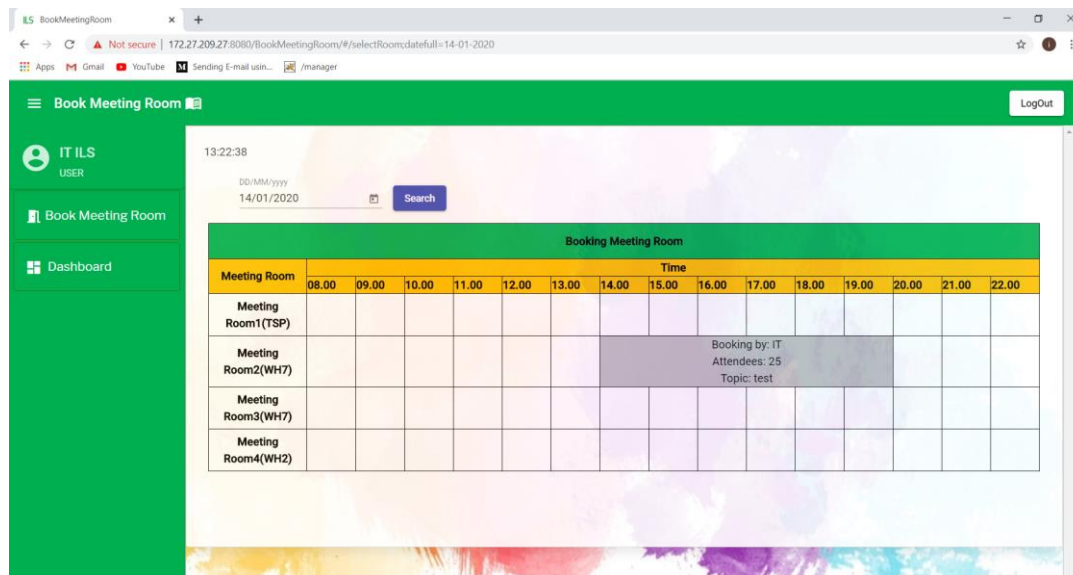 ILS BookMeetingRoom
Not secure | 172.27.209.27:8080/BookMeetingRoom/#/selectRoom;datefull=14-01-2020
Apps Gmail YouTube Sending E-mail usin... /manager
Book Meeting Room LogOut
IT ILS
USER
Book Meeting Room
Dashboard
13:22:38
DD/MM/yyyy
14/01/2020 Search
Booking Meeting Room
Meeting Room Time
08.00 09.00 10.00 11.00 12.00 13.00 14.00 15.00 16.00 17.00 18.00 19.00 20.00 21.00 22.00
Meeting
Room1(TSP)
Meeting
Room2(WH7)
Booking by: IT
Attendees: 25
Topic: test
Meeting
Room3(WH7)
Meeting
Room4(WH2)